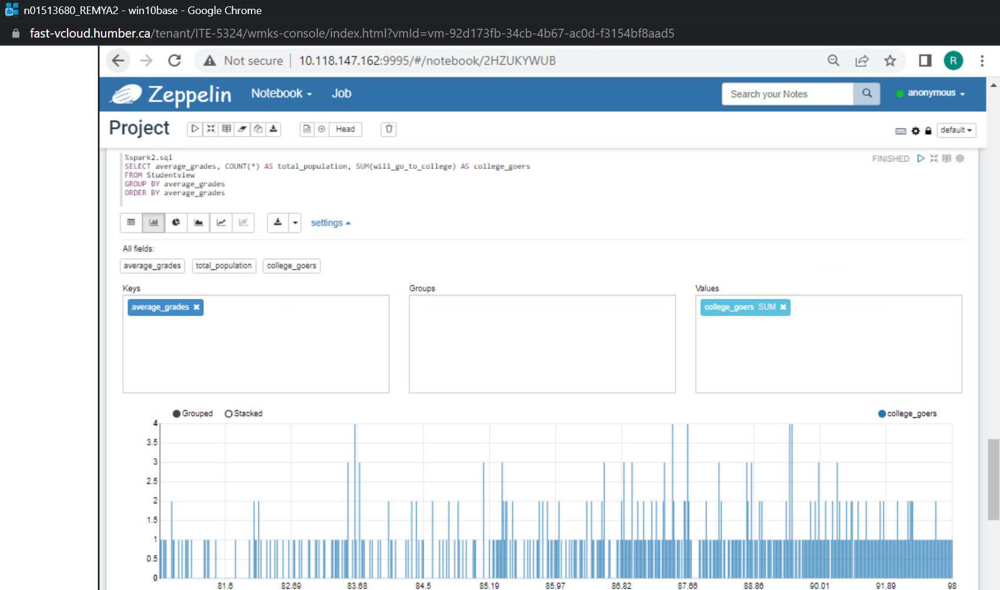 n01513680_REMYA2 - win10base - Google Chrome
fast-vcloud.humber.ca/tenant/ITE-5324/wmks-console/index.html?vmId=vm-92d173fb-34cb-4b67-ac0d-f3154bf8aad5
Not secure 10.118.147.162:9995/#/notebook/2HZUKYWUB R
Zeppelin Notebook Job Search your Notes anonymous
Project Head default
%spark2.sql FINISHED
SELECT average_grades, COUNT(*) AS total_population, SUM(will_go_to_college) AS college_goers
FROM Studentview
GROUP BY average_grades
ORDER BY average_grades
settings
All fields:
average_grades total_population college_goers
Keys Groups Values
average_grades college_goers SUM
Grouped Stacked college_goers
4
3.5
3
2.5
2
1.5
1
0.5
0
81.6 82.69 83.68 84.5 85.19 85.97 86.82 87.66 88.86 90.01 91.89 98